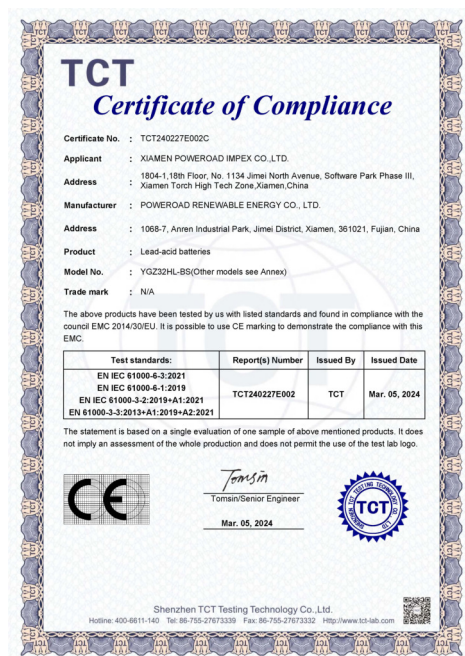 TCT
Certificate of Compliance
Certificate No. : TCT240227E002C
Applicant : XIAMEN POWEROAD IMPEX CO.,LTD.
Address : 1804-1,18th Floor, No. 1134 Jimei North Avenue, Software Park Phase III,
Xiamen Torch High Tech Zone,Xiamen,China
Manufacturer : POWEROAD RENEWABLE ENERGY CO., LTD.
Address : 1068-7, Anren Industrial Park, Jimei District, Xiamen, 361021, Fujian, China
Product : Lead-acid batteries
Model No. : YGZ32HL-BS(Other models see Annex)
Trade mark : N/A
The above products have been tested by us with listed standards and found in compliance with the
council EMC 2014/30/EU. It is possible to use CE marking to demonstrate the compliance with this
EMC.
Test standards: Report(s) Number Issued By Issued Date
EN IEC 61000-6-3:2021
EN IEC 61000-6-1:2019
EN IEC 61000-3-2:2019+A1:2021
EN 61000-3-3:2013+A1:2019+A2:2021
TCT240227E002 TCT Mar. 05, 2024
The statement is based on a single evaluation of one sample of above mentioned products. It does
not imply an assessment of the whole production and does not permit the use of the test lab logo.
CE
Tomsin
Tomsin/Senior Engineer
Mar. 05, 2024
SHENZHEN TCT TESTING TECHNOLOGY CO LTD
TCT
Shenzhen TCT Testing Technology Co.,Ltd.
Hotline: 400-6611-140 Tel: 86-755-27673339 Fax: 86-755-27673332 Http://www.tct-lab.com